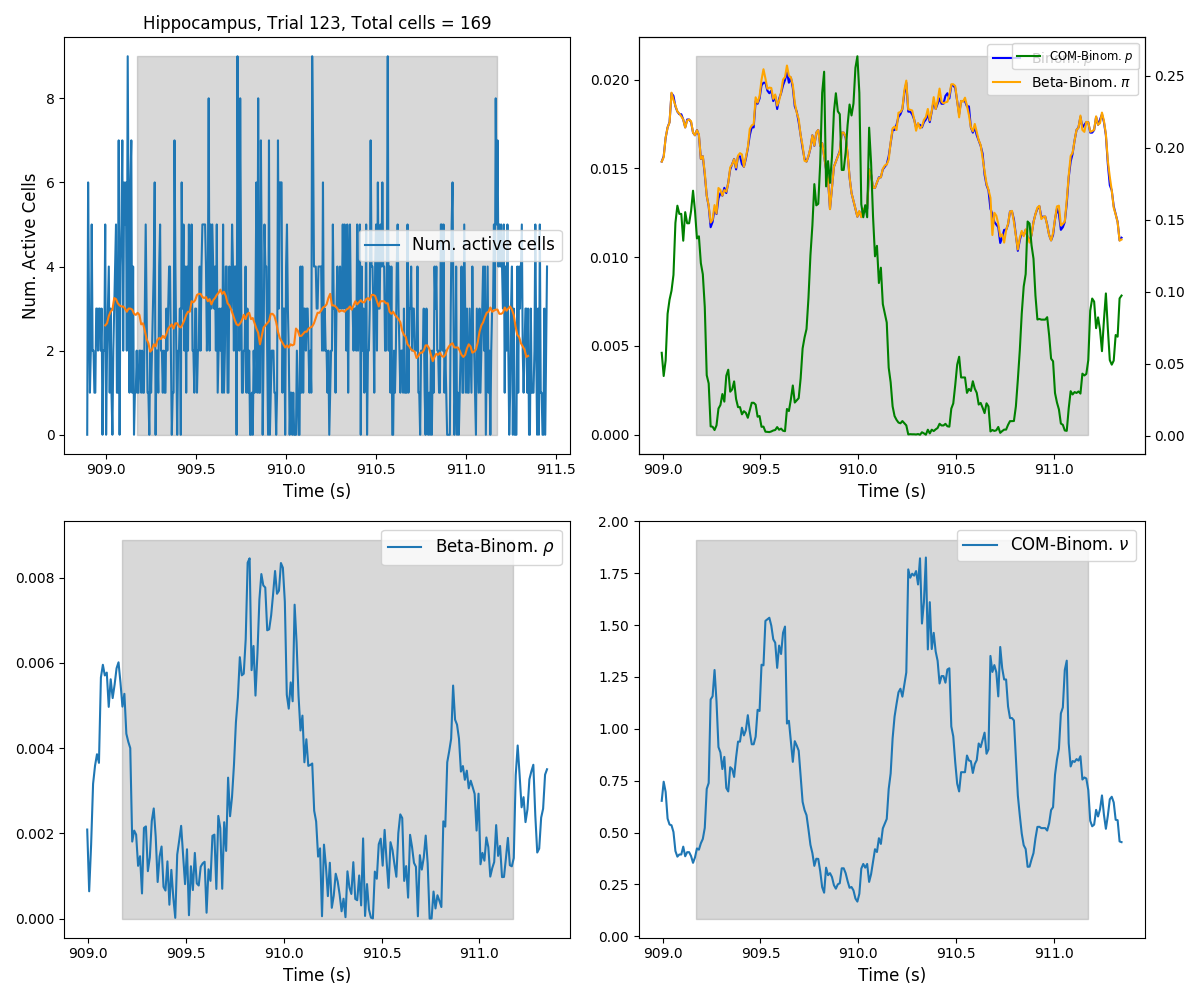 Hippocampus, Trial 123, Total cells = 169
Num. Active Cells
8
6
4
2
0
Num. active cells
909.0 909.5 910.0 910.5 911.0 911.5
Time (s)
0.020
0.015
0.010
0.005
0.000
COM-Binom. p
Beta-Binom. π
0.25
0.20
0.15
0.10
0.05
0.00
909.0 909.5 910.0 910.5 911.0
Time (s)
0.008
0.006
0.004
0.002
0.000
Beta-Binom. ρ
909.0 909.5 910.0 910.5 911.0
Time (s)
2.00
1.75
1.50
1.25
1.00
0.75
0.50
0.25
0.00
COM-Binom. ν
909.0 909.5 910.0 910.5 911.0
Time (s)